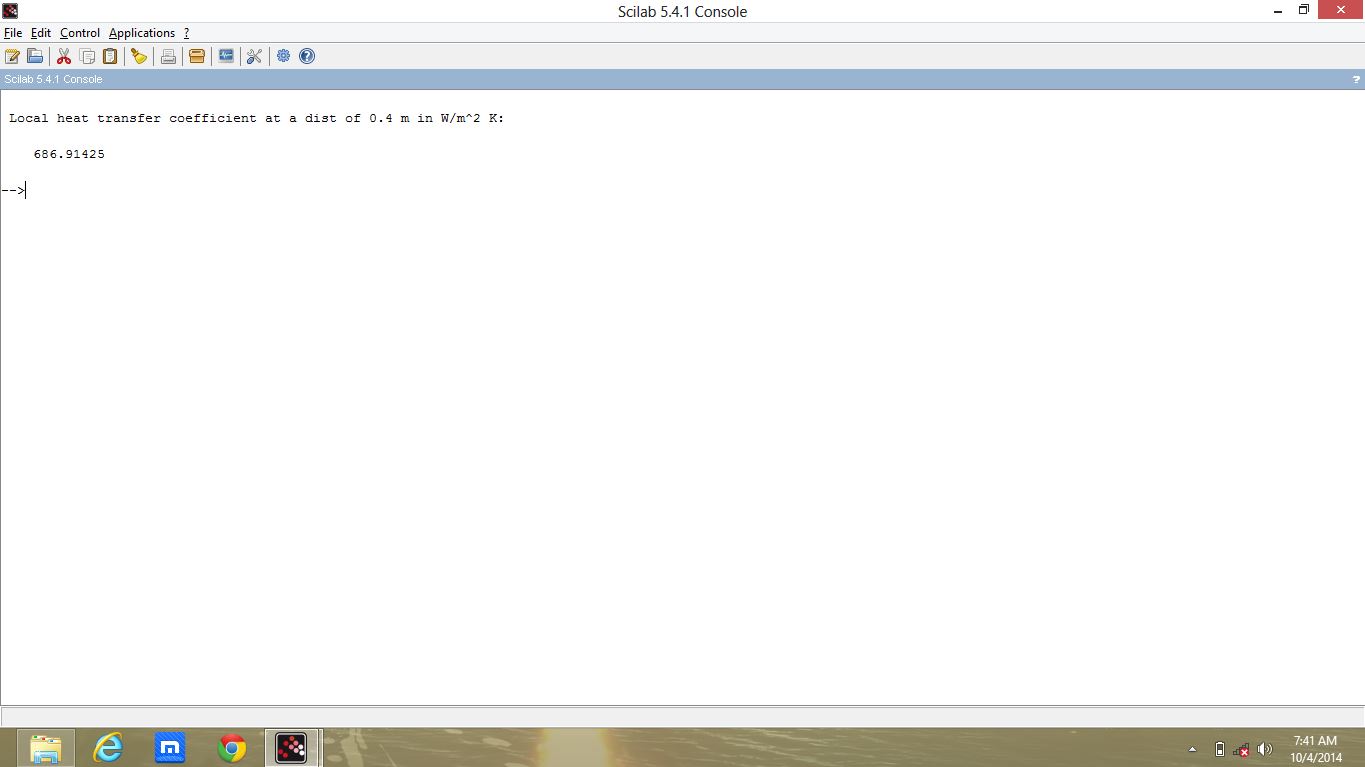 Scilab 5.4.1 Console
File Edit Control Applications ?
Scilab 5.4.1 Console ?
Local heat transfer coefficient at a dist of 0.4 m in W/m^2 K:
686.91425
-->
7:41 AM
10/4/2014